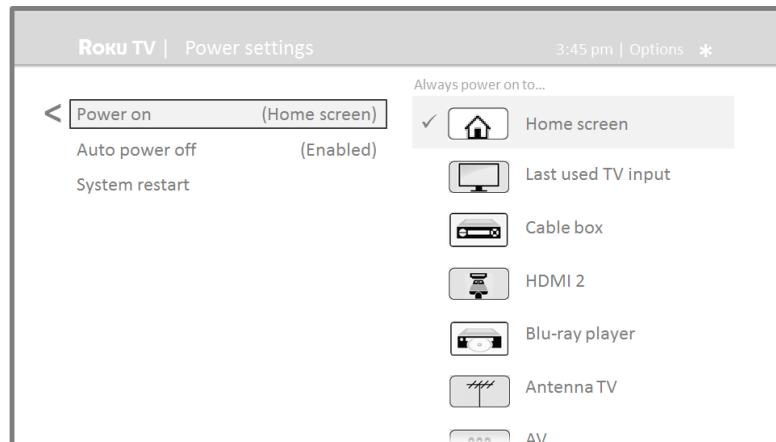 ROKU TV | Power settings
3:45 pm | Options *
Always power on to...
< Power on (Home screen)
Auto power off (Enabled)
System restart
✓ Home screen
Last used TV input
Cable box
HDMI 2
Blu-ray player
Antenna TV
AV